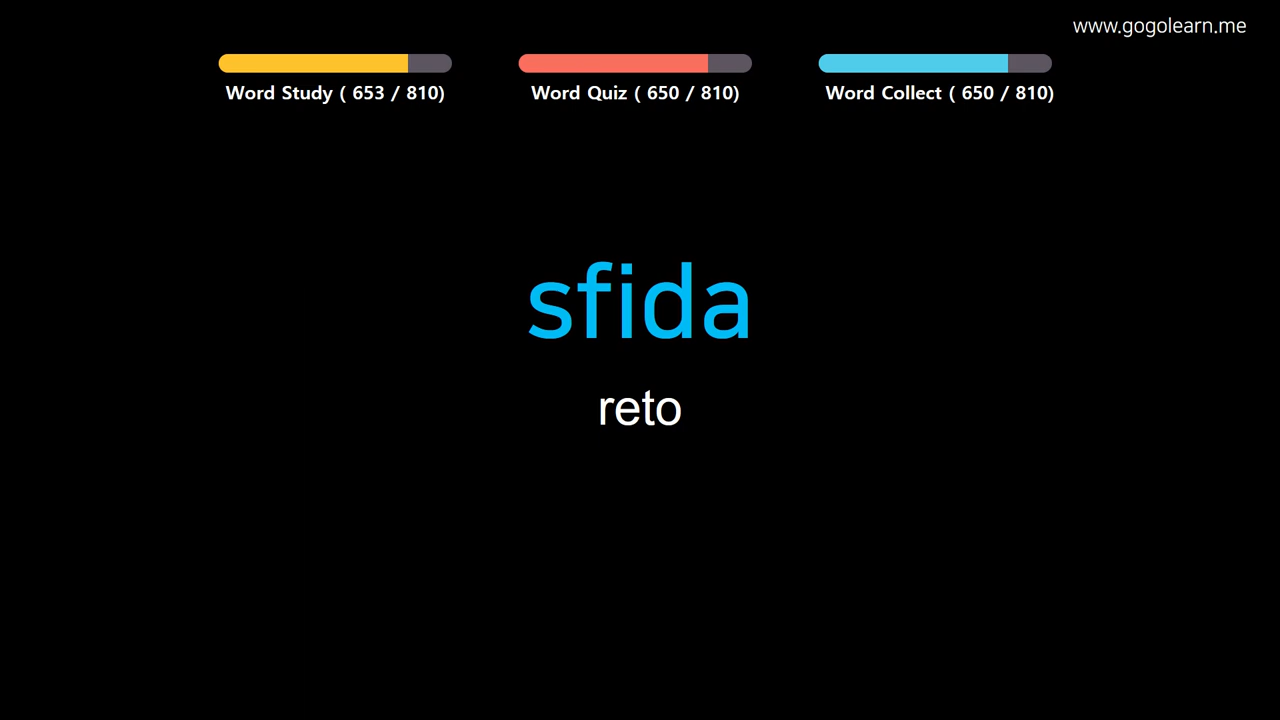 www.gogolearn.me
Word Study ( 653 / 810)
Word Quiz ( 650 / 810)
Word Collect ( 650 / 810)
sfida
reto